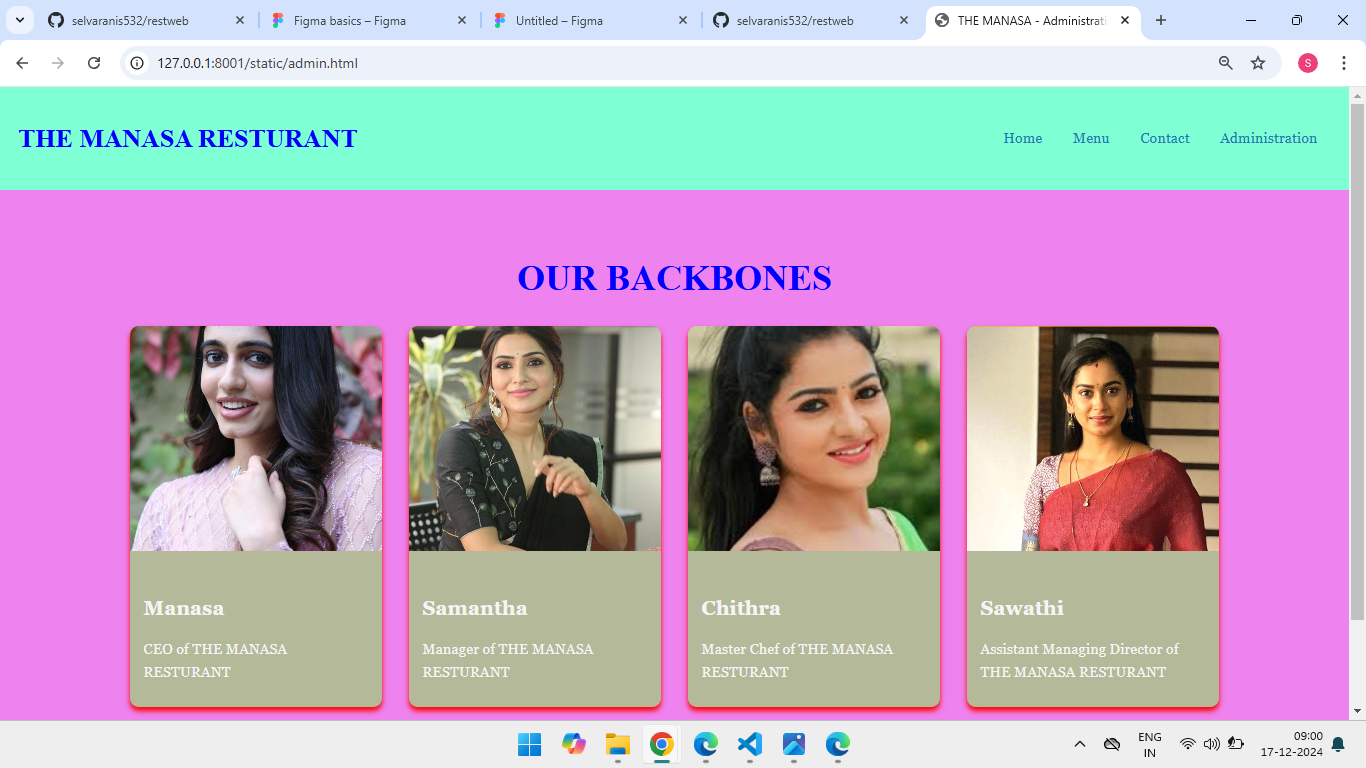 selvaranis532/restweb
Figma basics – Figma
Untitled – Figma
selvaranis532/restweb
THE MANASA - Administrati
127.0.0.1:8001/static/admin.html
S
THE MANASA RESTURANT
Home Menu Contact Administration
OUR BACKBONES
Manasa
CEO of THE MANASA
RESTURANT
Samantha
Manager of THE MANASA
RESTURANT
Chithra
Master Chef of THE MANASA
RESTURANT
Sawathi
Assistant Managing Director of
THE MANASA RESTURANT
ENG
IN
09:00
17-12-2024